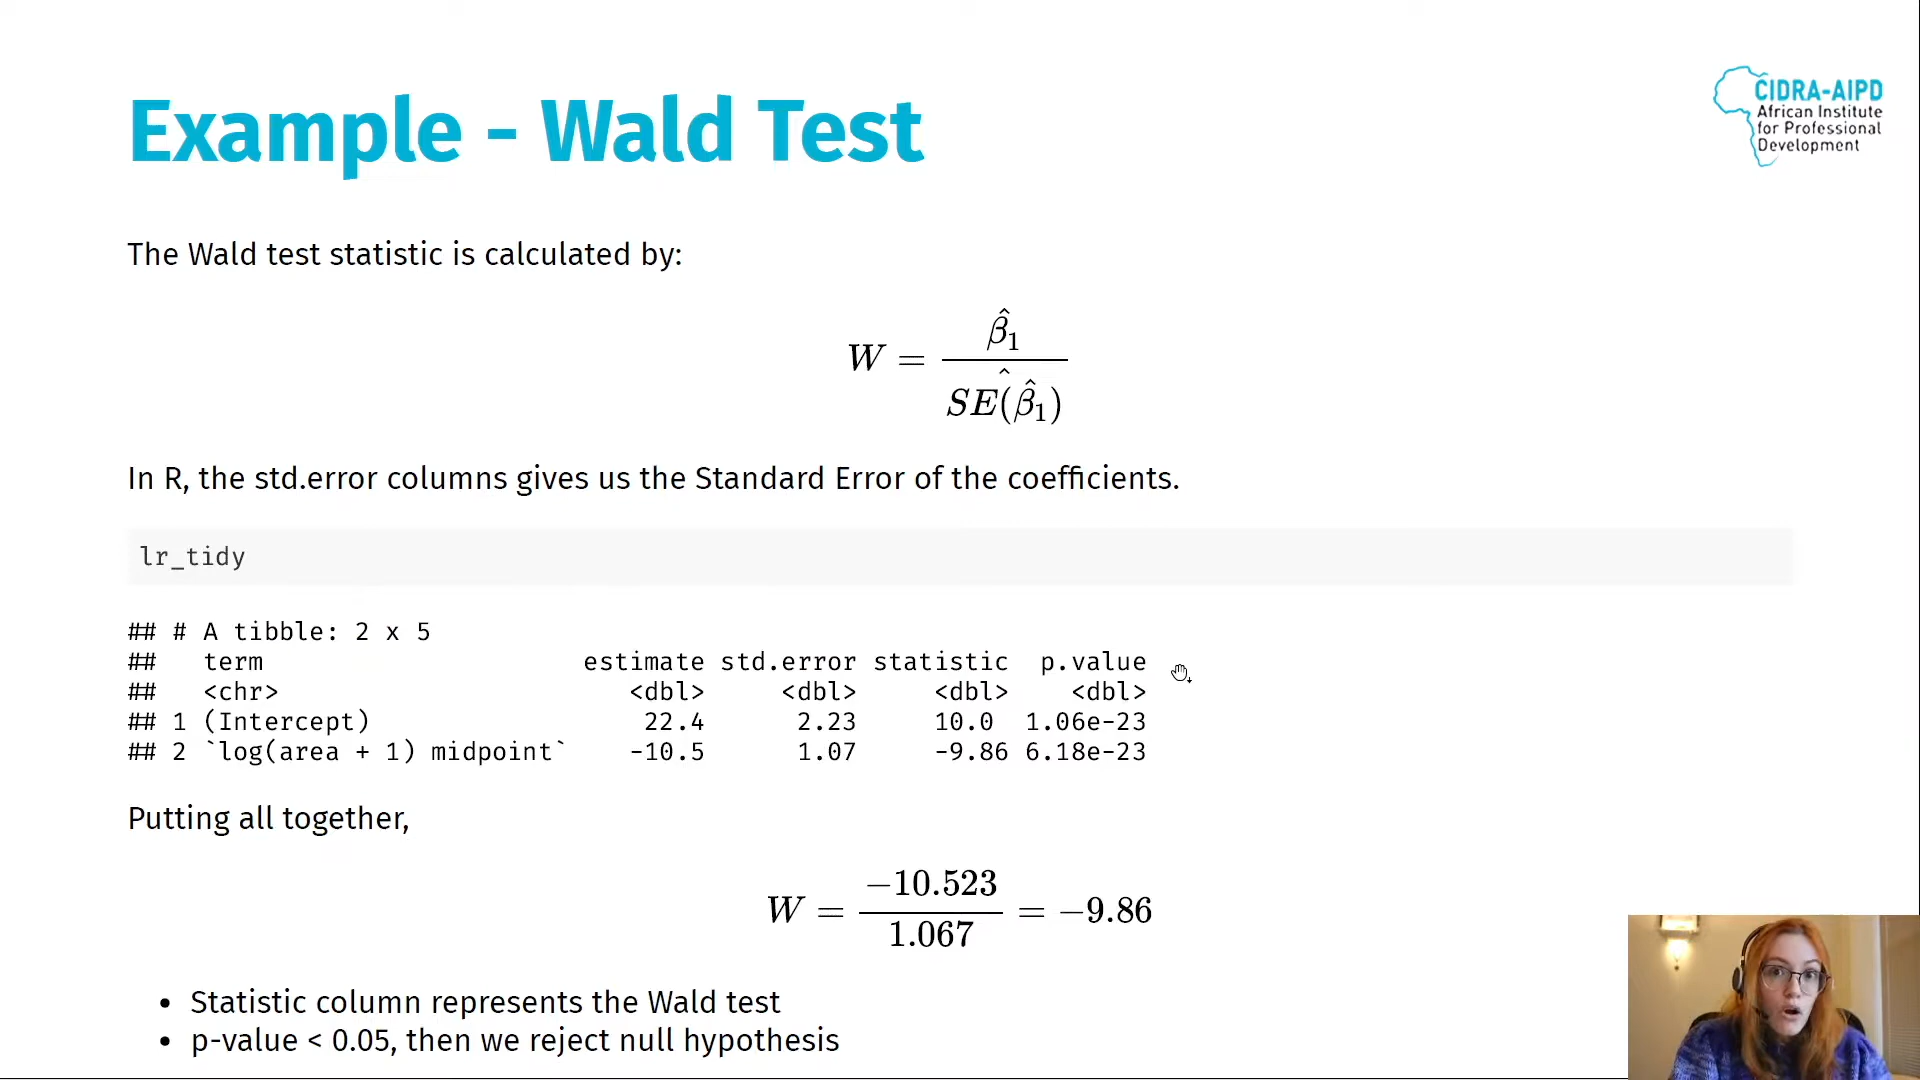 CIDRA-AIPD
African Institute
for Professional
Development
Example - Wald Test
The Wald test statistic is calculated by:
W = β̂₁ / SÊ(β̂₁)
In R, the std.error columns gives us the Standard Error of the coefficients.
lr_tidy
## # A tibble: 2 x 5
##   term                     estimate std.error statistic  p.value
##   <chr>                       <dbl>     <dbl>     <dbl>    <dbl>
## 1 (Intercept)                  22.4      2.23     10.0  1.06e-23
## 2 `log(area + 1) midpoint`    -10.5      1.07     -9.86 6.18e-23
Putting all together,
W = −10.523 / 1.067 = −9.86
• Statistic column represents the Wald test
• p-value < 0.05, then we reject null hypothesis